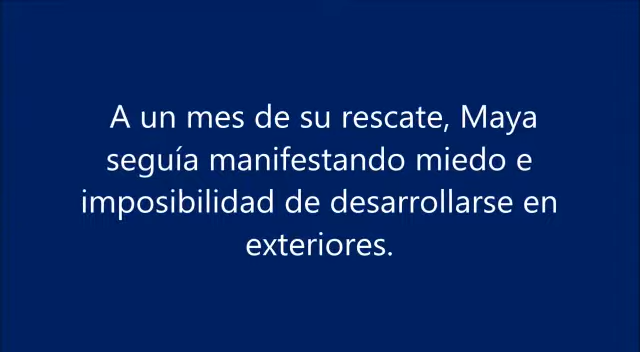 A un mes de su rescate, Maya
seguía manifestando miedo e
imposibilidad de desarrollarse en
exteriores.